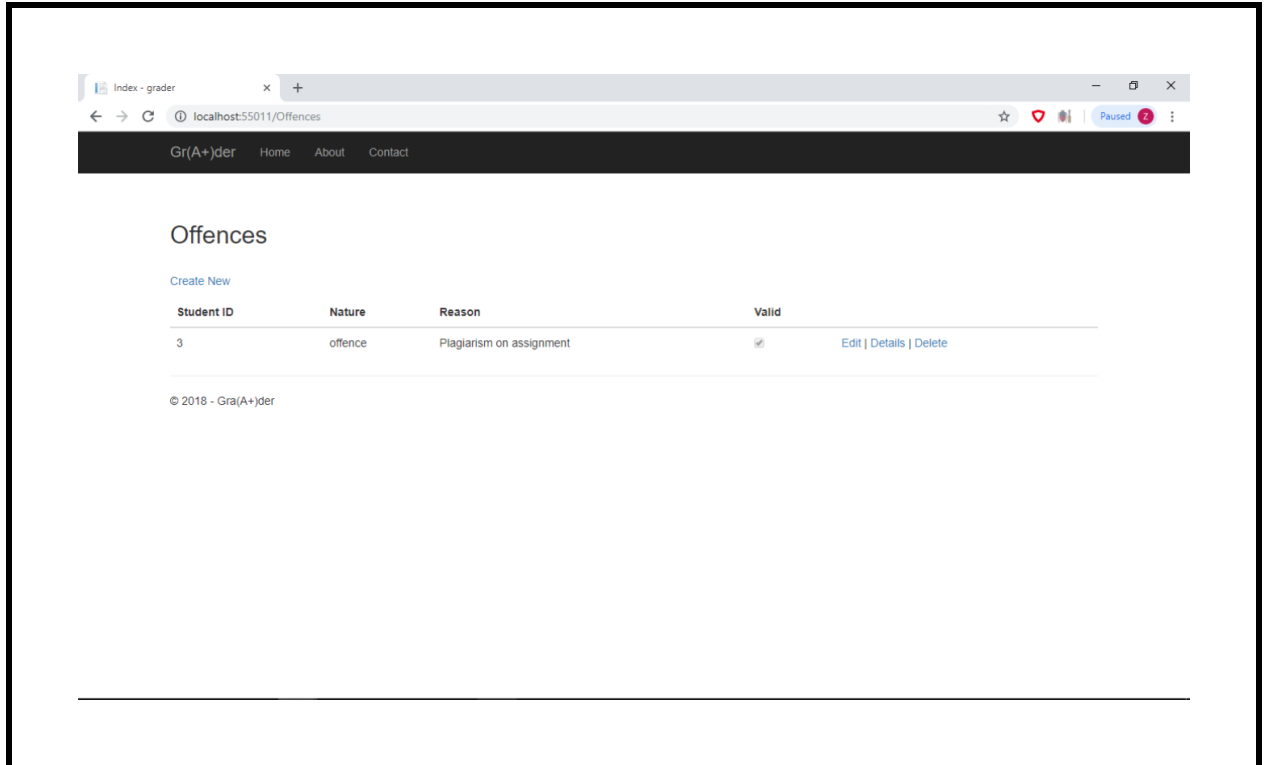 Index - grader
localhost:55011/Offences
Paused Z
Gr(A+)der Home About Contact
Offences
Create New
Student ID Nature Reason Valid
3 offence Plagiarism on assignment Edit | Details | Delete
© 2018 - Gra(A+)der